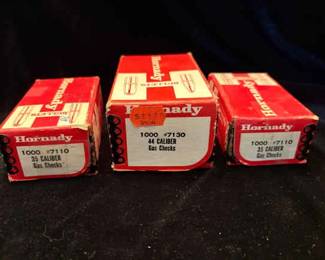 BULLETS
Hornady
1000 #7110
35 CALIBER
Gas Checks
Hornady
1000 #7130
44 CALIBER
Gas Checks
Hornady
1000 #7110
35 CALIBER
Gas Checks